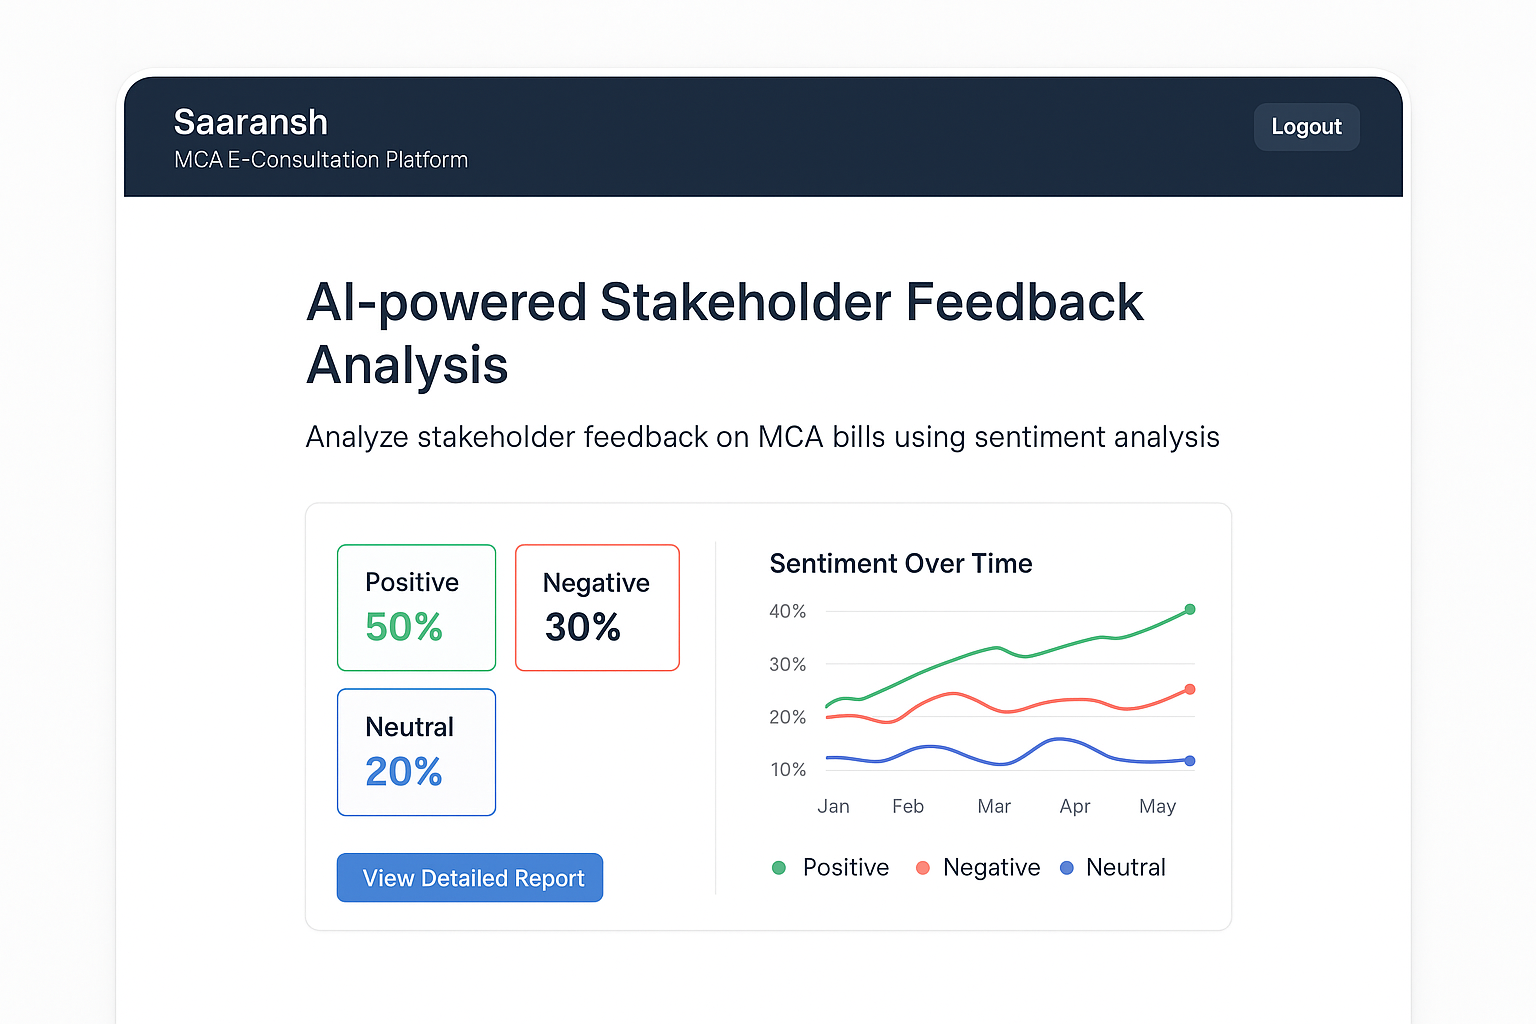 Saaransh
MCA E-Consultation Platform
Logout
AI-powered Stakeholder Feedback
Analysis
Analyze stakeholder feedback on MCA bills using sentiment analysis
Positive
50%
Negative
30%
Neutral
20%
View Detailed Report
Sentiment Over Time
40%
30%
20%
10%
Jan Feb Mar Apr May
Positive Negative Neutral